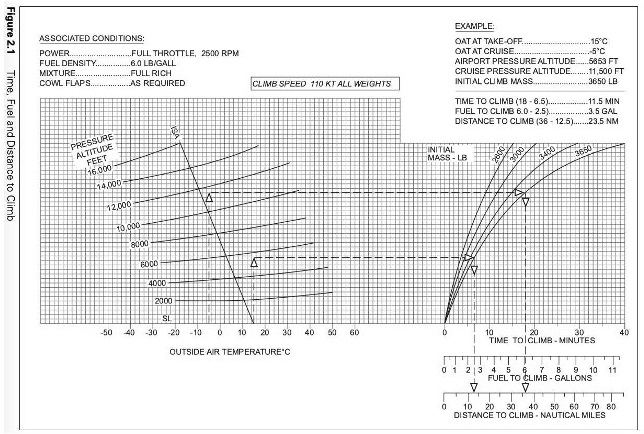 Figure 2.1 Time, Fuel and Distance to Climb
ASSOCIATED CONDITIONS:
POWER.....................FULL THROTTLE, 2500 RPM
FUEL DENSITY............6.0 LB/GALL
MIXTURE...................FULL RICH
COWL FLAPS.............AS REQUIRED
CLIMB SPEED 110 KT ALL WEIGHTS
EXAMPLE:
OAT AT TAKE-OFF.....................15°C
OAT AT CRUISE.........................-5°C
AIRPORT PRESSURE ALTITUDE.....5653 FT
CRUISE PRESSURE ALTITUDE......11,500 FT
INITIAL CLIMB MASS...................3650 LB
TIME TO CLIMB (18 - 6.5)..............11.5 MIN
FUEL TO CLIMB 6.0 - 2.5)..............3.5 GAL
DISTANCE TO CLIMB (36 - 12.5)......23.5 NM
PRESSURE
ALTITUDE
FEET
ISA
16,000
14,000
12,000
10,000
8000
6000
4000
2000
SL
INITIAL
MASS - LB
2000 3000 3400 3650
-50 -40 -30 -20 -10 0 10 20 30 40 50 60
OUTSIDE AIR TEMPERATURE°C
0 10 20 30 40
TIME TO CLIMB - MINUTES
0 1 2 3 4 5 6 7 8 9 10 11
FUEL TO CLIMB - GALLONS
0 10 20 30 40 50 60 70 80
DISTANCE TO CLIMB - NAUTICAL MILES